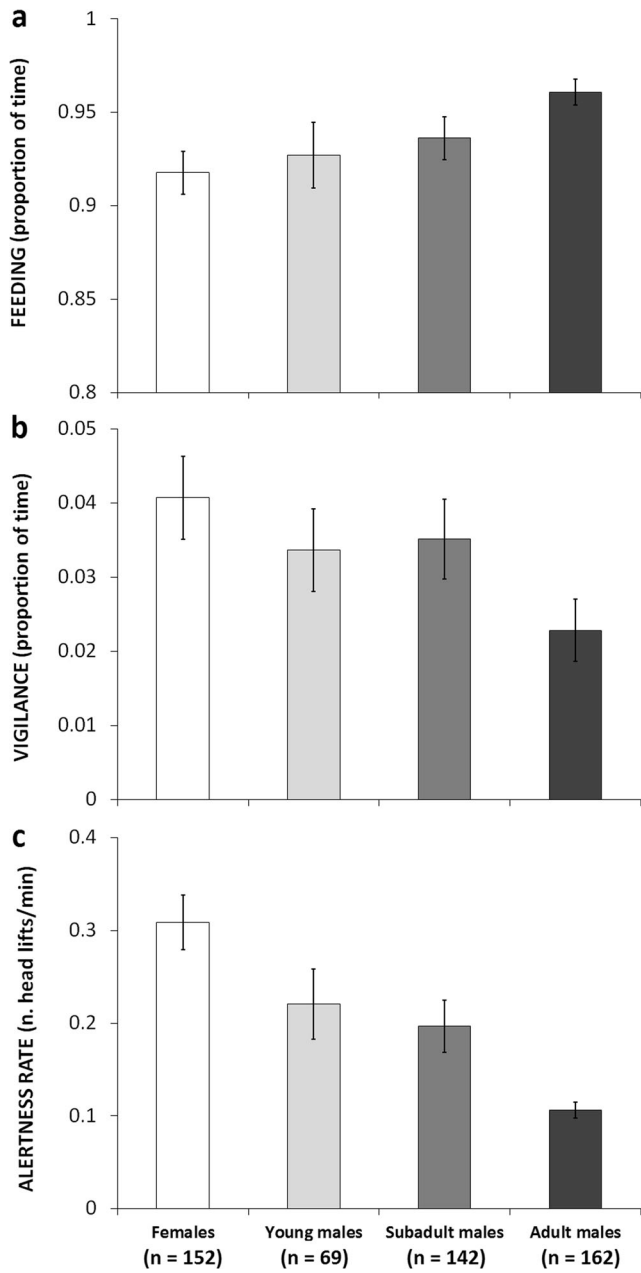 a
FEEDING (proportion of time)
1
0.95
0.9
0.85
0.8
b
VIGILANCE (proportion of time)
0.05
0.04
0.03
0.02
0.01
0
c
ALERTNESS RATE (n. head lifts/min)
0.4
0.3
0.2
0.1
0
Females Young males Subadult males Adult males
(n = 152) (n = 69) (n = 142) (n = 162)